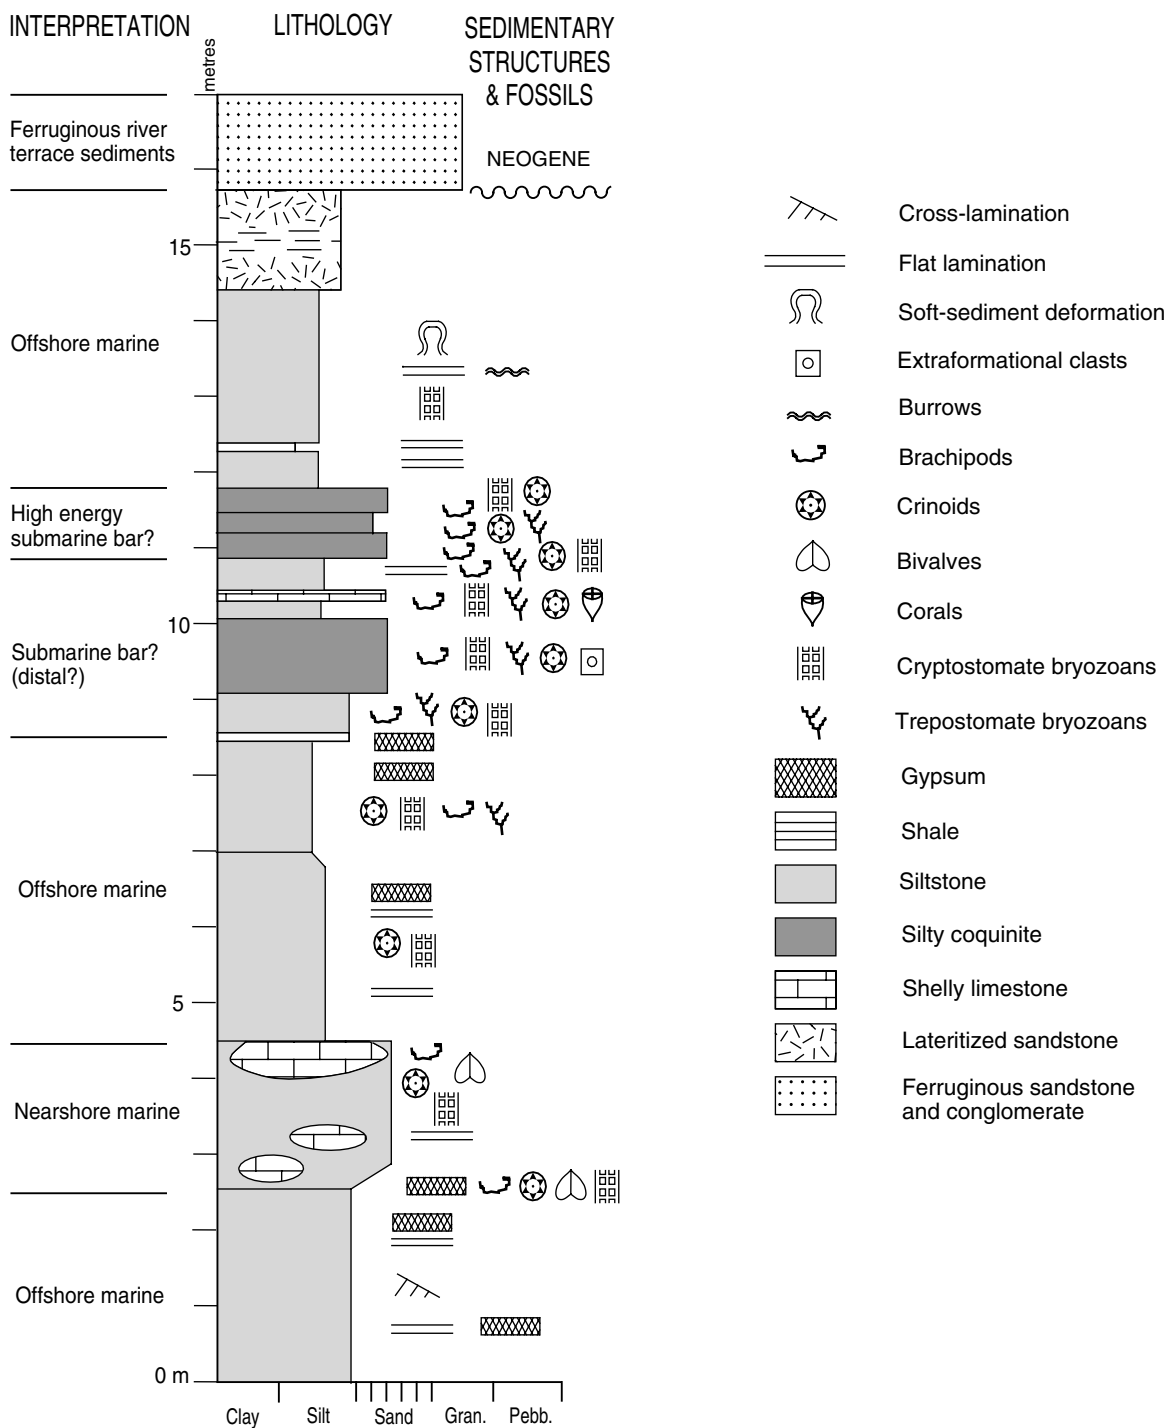 INTERPRETATION
LITHOLOGY
SEDIMENTARY
STRUCTURES
& FOSSILS
metres
Ferruginous river
terrace sediments
NEOGENE
15
Offshore marine
High energy
submarine bar?
10
Submarine bar?
(distal?)
Offshore marine
5
Nearshore marine
Offshore marine
0 m
Clay
Silt
Sand
Gran.
Pebb.
Cross-lamination
Flat lamination
Soft-sediment deformation
Extraformational clasts
Burrows
Brachipods
Crinoids
Bivalves
Corals
Cryptostomate bryozoans
Trepostomate bryozoans
Gypsum
Shale
Siltstone
Silty coquinite
Shelly limestone
Lateritized sandstone
Ferruginous sandstone
and conglomerate